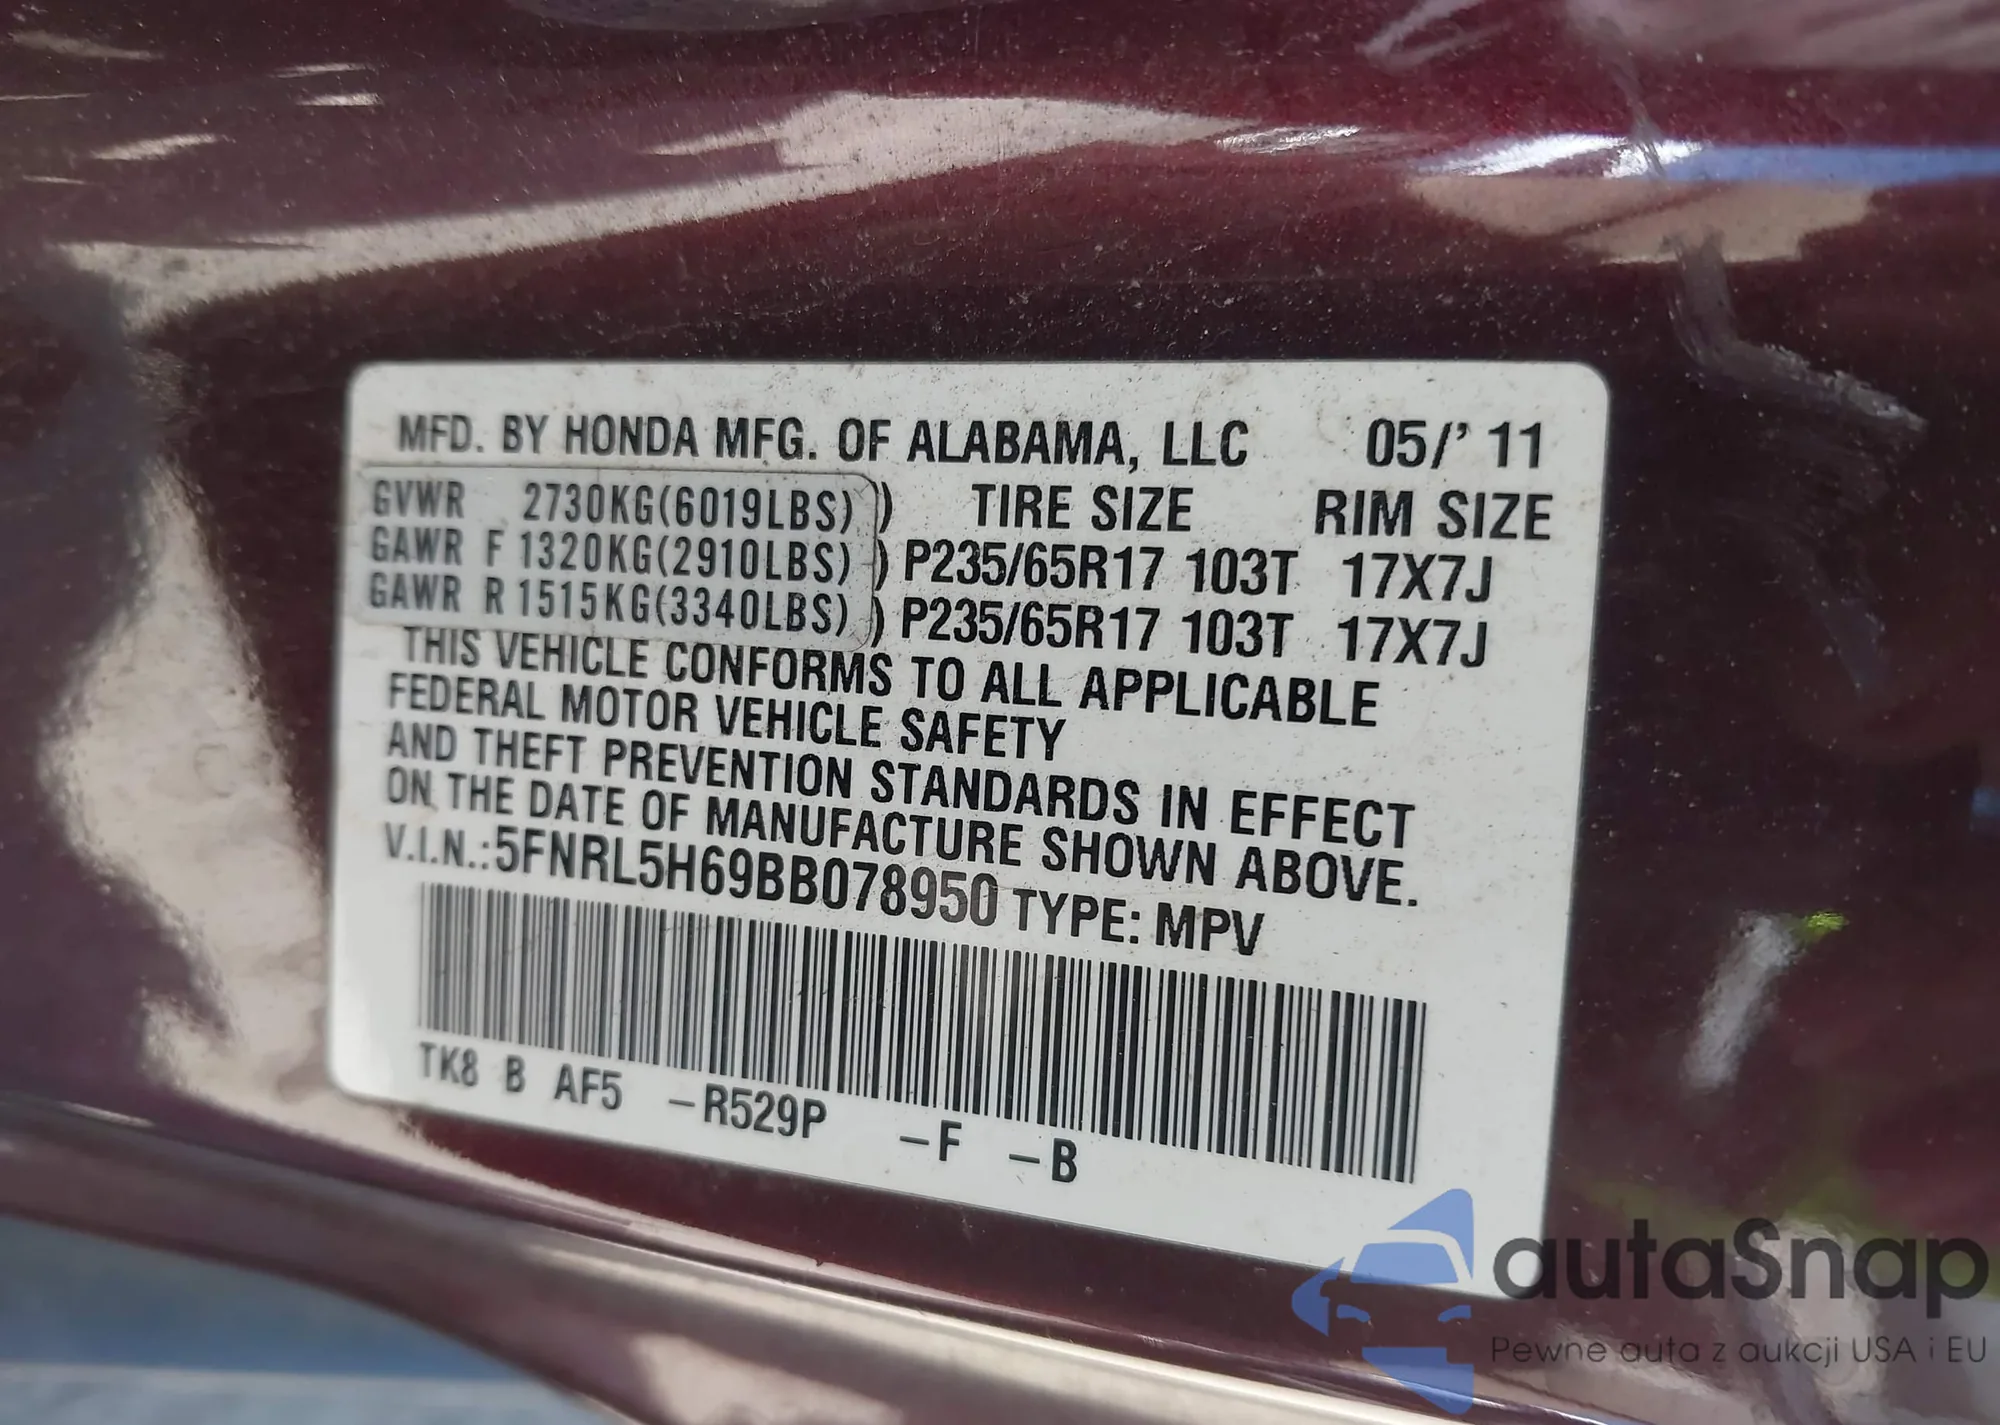 MFD. BY HONDA MFG. OF ALABAMA, LLC 05/' 11
GVWR 2730KG(6019LBS) ) TIRE SIZE RIM SIZE
GAWR F 1320KG(2910LBS) ) P235/65R17 103T 17X7J
GAWR R 1515KG(3340LBS) ) P235/65R17 103T 17X7J
THIS VEHICLE CONFORMS TO ALL APPLICABLE
FEDERAL MOTOR VEHICLE SAFETY
AND THEFT PREVENTION STANDARDS IN EFFECT
ON THE DATE OF MANUFACTURE SHOWN ABOVE.
V.I.N.:5FNRL5H69BB078950 TYPE: MPV
TK8 B AF5 -R529P -F -B
autaSnap
Pewne auta z aukcji USA i EU